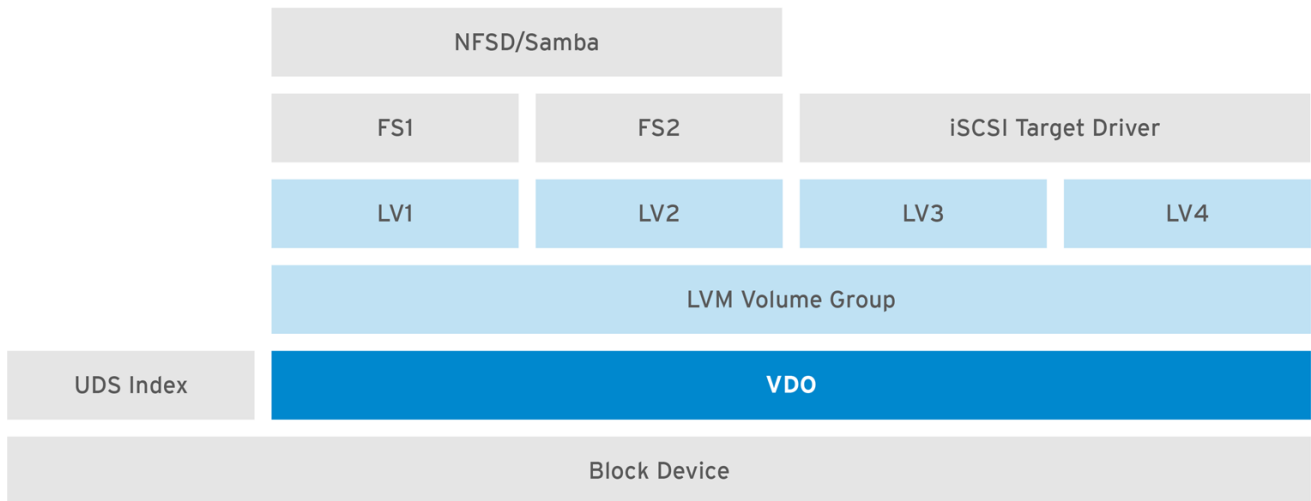 NFSD/Samba
FS1
FS2
iSCSI Target Driver
LV1
LV2
LV3
LV4
LVM Volume Group
UDS Index
VDO
Block Device